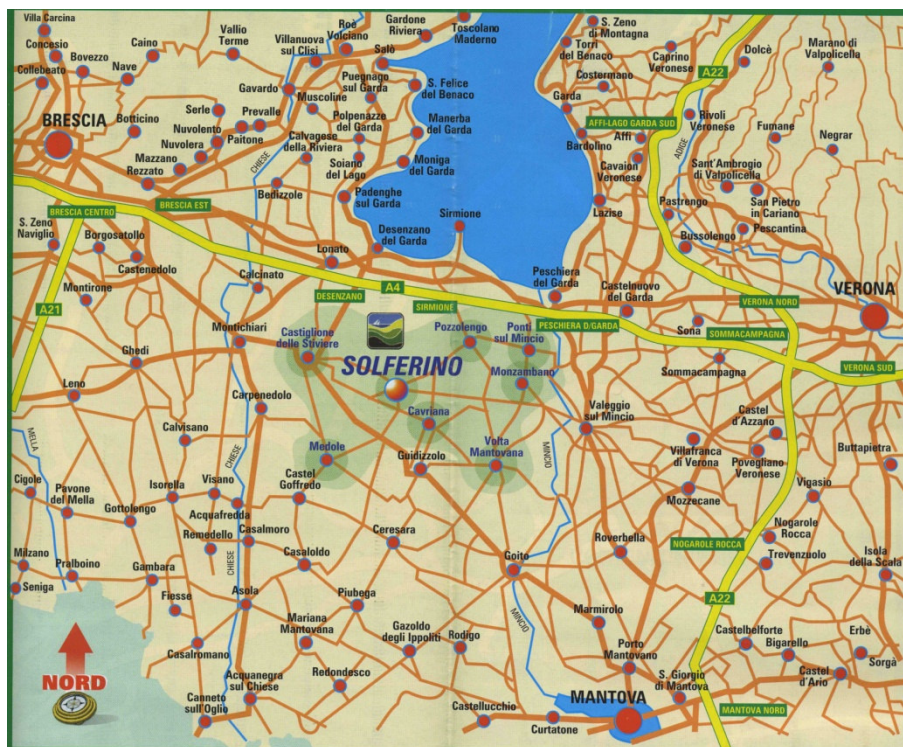 Villa Carcina
Concesio
Collebeato
Bovezzo
Nave
Caino
Vallio
Terme
Villanuova
sul Clisi
Roè
Volciano
Gardone
Riviera
Toscolano
Maderno
Salò
S. Zeno
di Montagna
Torri
del Benaco
Caprino
Veronese
Dolcè
Marano di
Valpolicella
A22
BRESCIA
Botticino
Serle
Gavardo
Puegnago
sul Garda
S. Felice
del Benaco
Costermano
Garda
Muscoline
Prevalle
Nuvolento
Paitone
Nuvolera
Mazzano
Rezzato
Polpenazze
del Garda
Manerba
del Garda
Calvagese
della Riviera
CHIESE
Soiano
del Lago
Moniga
del Garda
AFFI-LAGO GARDA SUD
Affi
Bardolino
Cavaion
Veronese
Rivoli
Veronese
ADIGE
Fumane
Negrar
Sant'Ambrogio
di Valpolicella
San Pietro
in Cariano
Pescantina
Bedizzole
Padenghe
sul Garda
Sirmione
Lazise
Pastrengo
Bussolengo
BRESCIA CENTRO
BRESCIA EST
S. Zeno
Naviglio
Borgosatollo
Castenedolo
Lonato
Desenzano
del Garda
Calcinato
Montirone
A21
DESENZANO
A4
SIRMIONE
Peschiera
del Garda
Castelnuovo
del Garda
PESCHIERA D/GARDA
VERONA NORD
VERONA
Sona
SOMMACAMPAGNA
Sommacampagna
VERONA SUD
Montichiari
Castiglione
delle Stiviere
Pozzolengo
Ponti
sul Mincio
SOLFERINO
Monzambano
Ghedi
Leno
Carpenedolo
Cavriana
Valeggio
sul Mincio
Castel
d'Azzano
Calvisano
MELLA
CHIESE
Medole
Guidizzolo
Volta
Mantovana
MINCIO
Villafranca
di Verona
Povegliano
Veronese
Buttapietra
Cigole
Pavone
del Mella
Isorella
Visano
Gottolengo
Acquafredda
Castel
Goffredo
Mozzecane
Vigasio
Remedello
Casalmoro
Ceresara
Roverbella
NOGAROLE ROCCA
Nogarole
Rocca
Trevenzuolo
Isola
della Scala
Milzano
Pralboino
Seniga
Gambara
CHIESE
Casaloldo
Goito
Fiesse
Asola
Piubega
MINCIO
Marmirolo
A22
Mariana
Mantovana
Gazoldo
degli Ippoliti
Rodigo
Porto
Mantovano
Castelbelforte
Bigarello
Erbè
Sorgà
Casalromano
NORD
Acquanegra
sul Chiese
Redondesco
S. Giorgio
di Mantova
Castel
d'Ario
Canneto
sull'Oglio
Castellucchio
Curtatone
MANTOVA
MANTOVA NORD